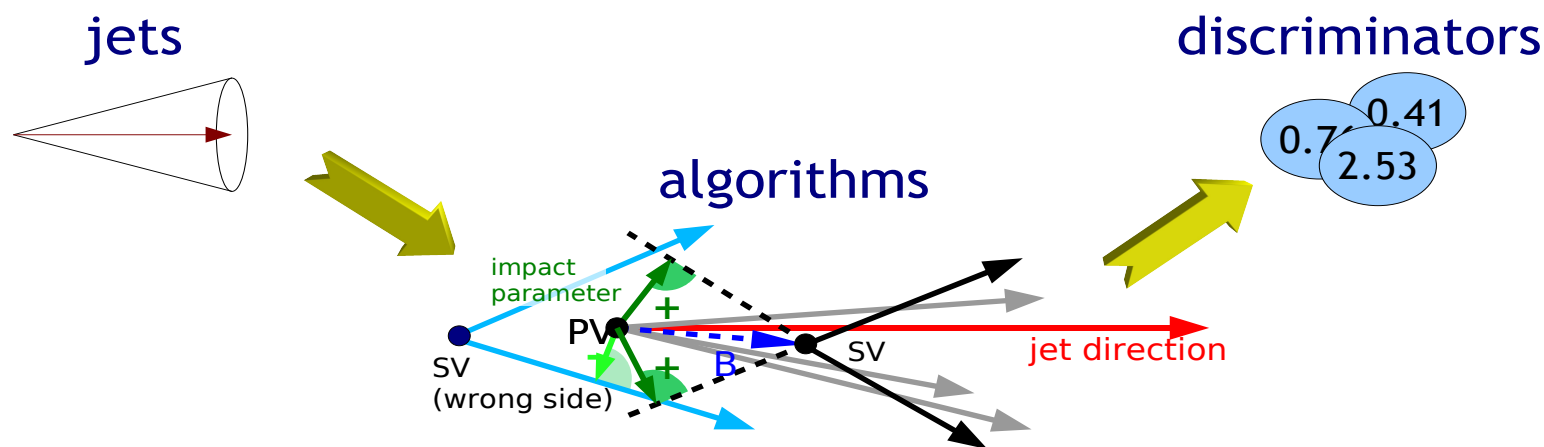 jets
discriminators
0.41
2.53
algorithms
impact
parameter
+
PV
-
+
B
SV
jet direction
SV
(wrong side)